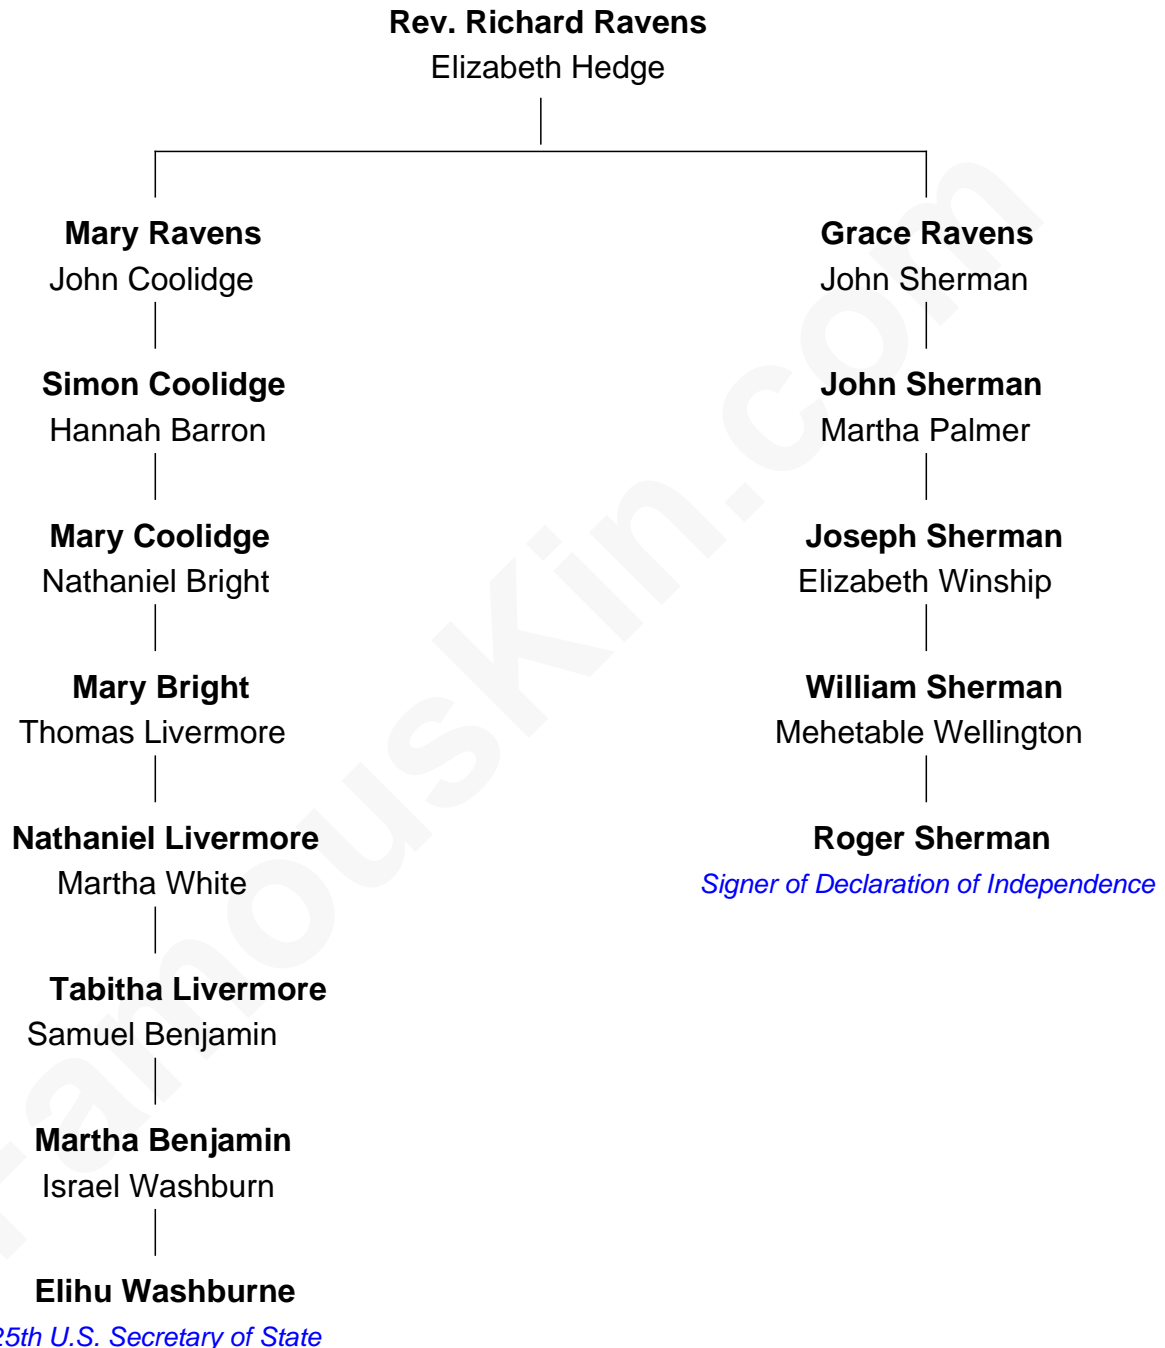 Rev. Richard Ravens
Elizabeth Hedge
Mary Ravens
John Coolidge
Simon Coolidge
Hannah Barron
Mary Coolidge
Nathaniel Bright
Mary Bright
Thomas Livermore
Nathaniel Livermore
Martha White
Tabitha Livermore
Samuel Benjamin
Martha Benjamin
Israel Washburn
Elihu Washburne
25th U.S. Secretary of State
Grace Ravens
John Sherman
John Sherman
Martha Palmer
Joseph Sherman
Elizabeth Winship
William Sherman
Mehetable Wellington
Roger Sherman
Signer of Declaration of Independence
FamousKin.com